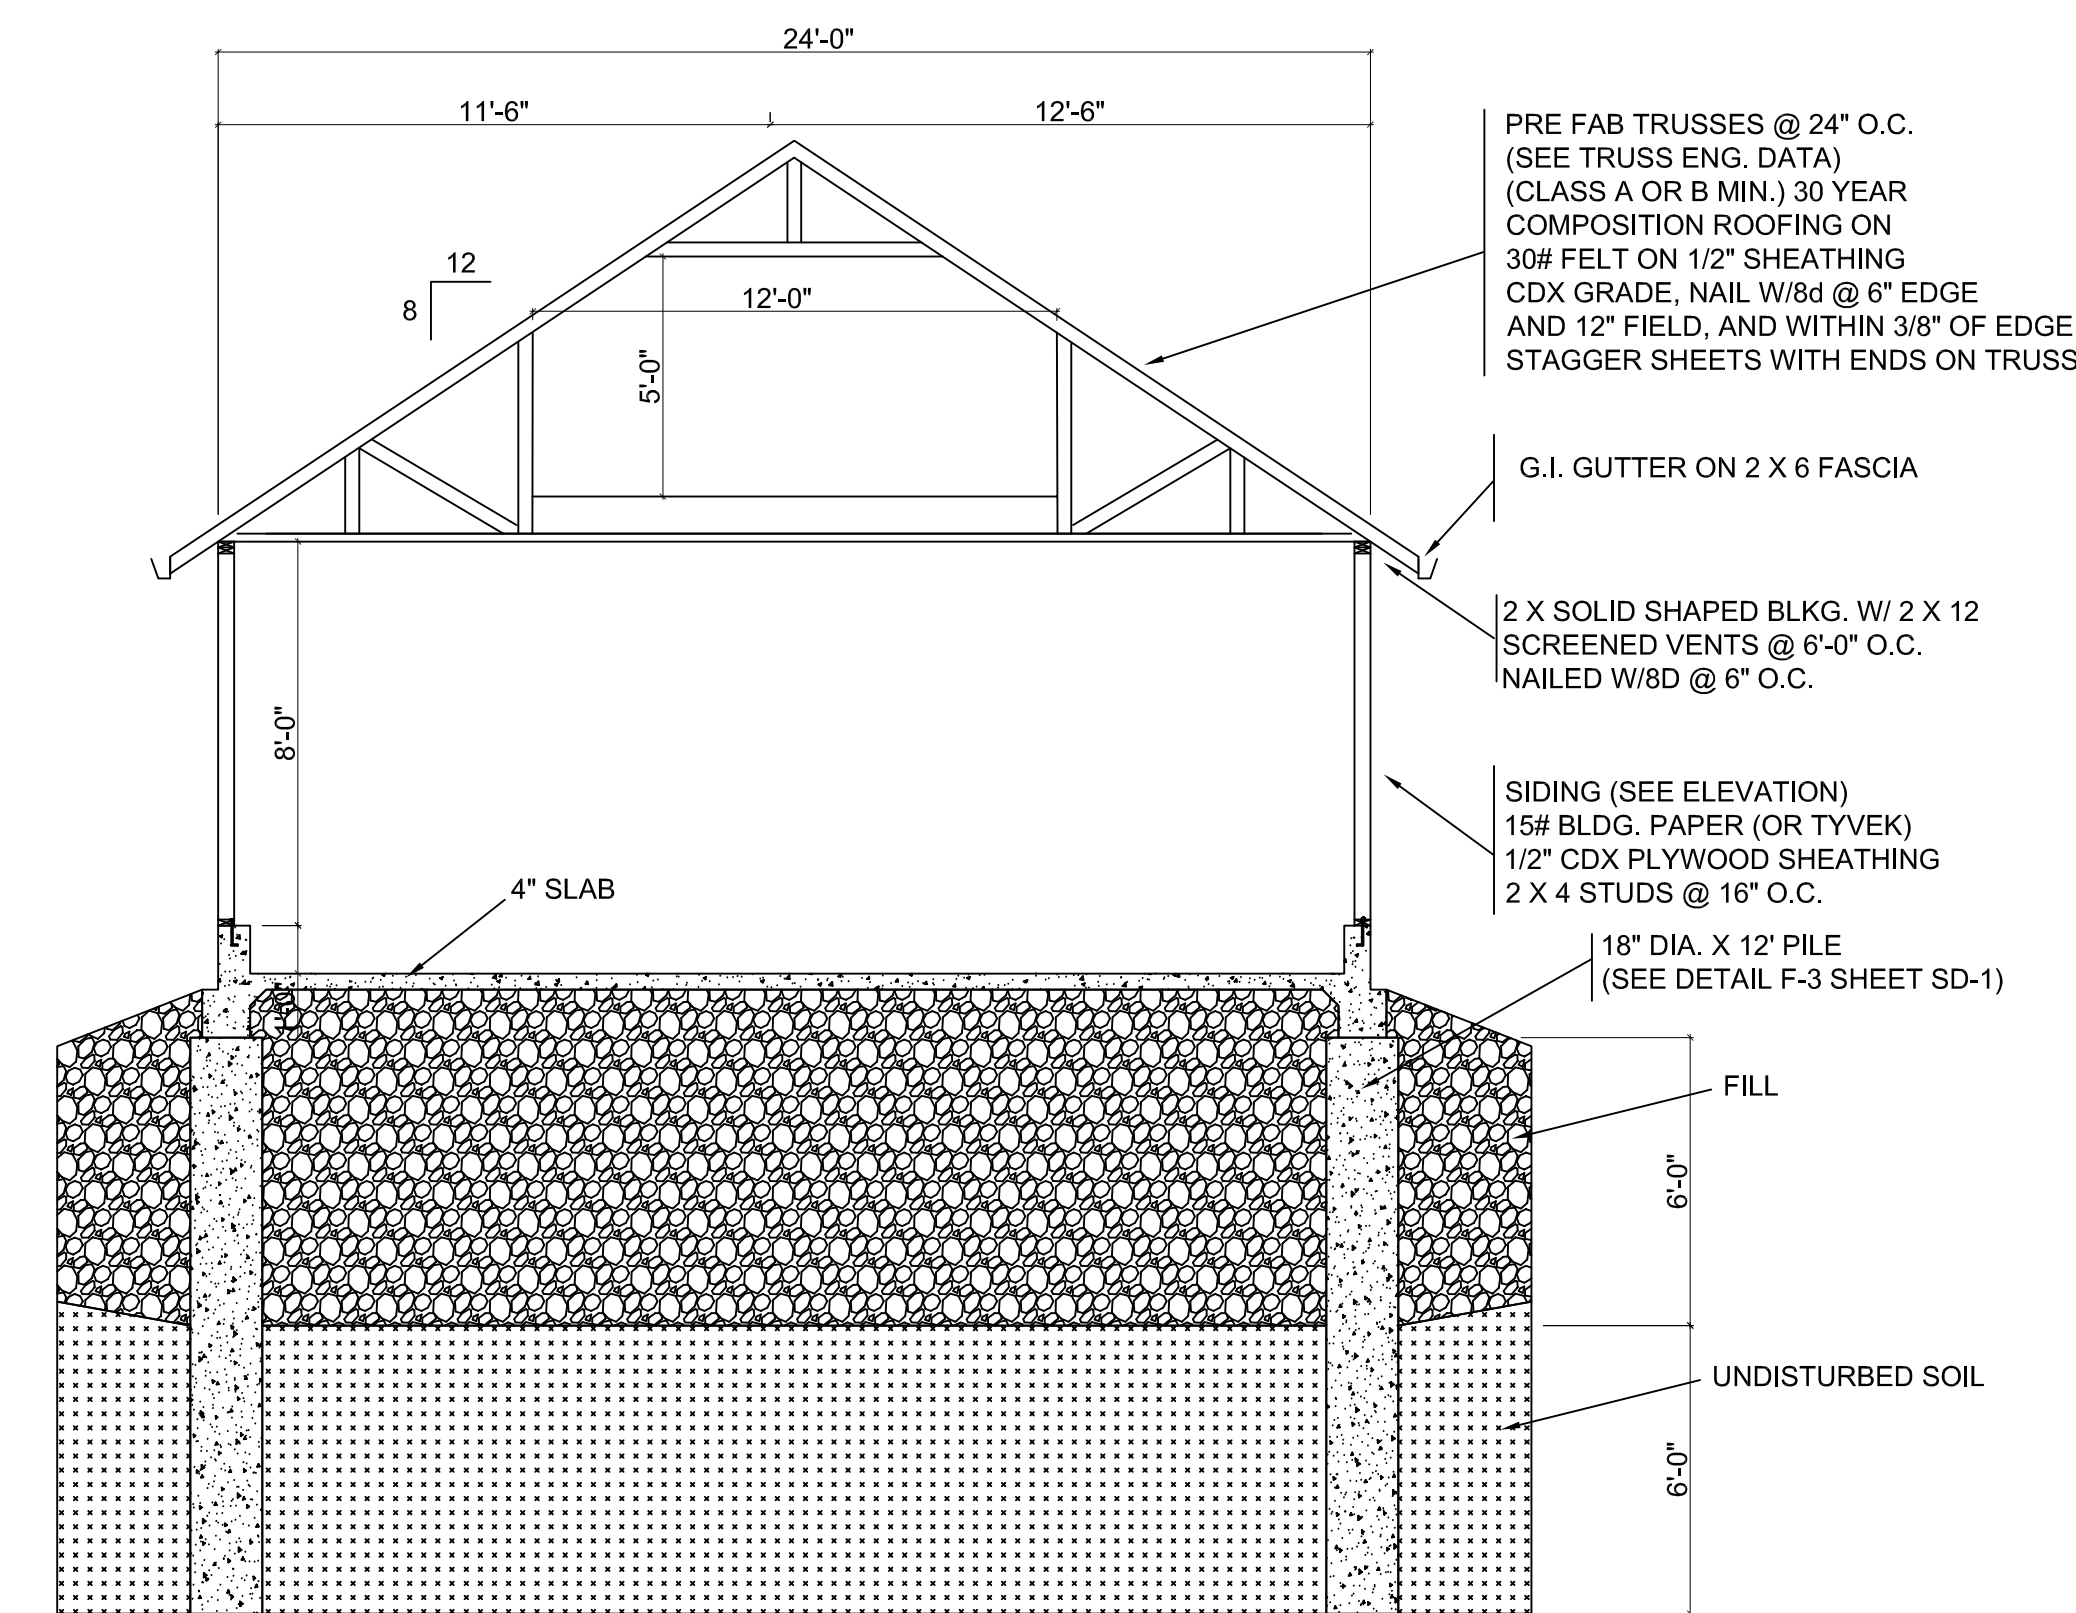 24'-0"
11'-6"
12'-6"
PRE FAB TRUSSES @ 24" O.C.
(SEE TRUSS ENG. DATA)
(CLASS A OR B MIN.) 30 YEAR
COMPOSITION ROOFING ON
30# FELT ON 1/2" SHEATHING
CDX GRADE, NAIL W/8d @ 6" EDGE
AND 12" FIELD, AND WITHIN 3/8" OF EDGE
STAGGER SHEETS WITH ENDS ON TRUSS
12
8
12'-0"
5'-0"
G.I. GUTTER ON 2 X 6 FASCIA
2 X SOLID SHAPED BLKG. W/ 2 X 12
SCREENED VENTS @ 6'-0" O.C.
NAILED W/8D @ 6" O.C.
8'-0"
SIDING (SEE ELEVATION)
15# BLDG. PAPER (OR TYVEK)
1/2" CDX PLYWOOD SHEATHING
2 X 4 STUDS @ 16" O.C.
4" SLAB
18" DIA. X 12' PILE
(SEE DETAIL F-3 SHEET SD-1)
FILL
6'-0"
UNDISTURBED SOIL
6'-0"